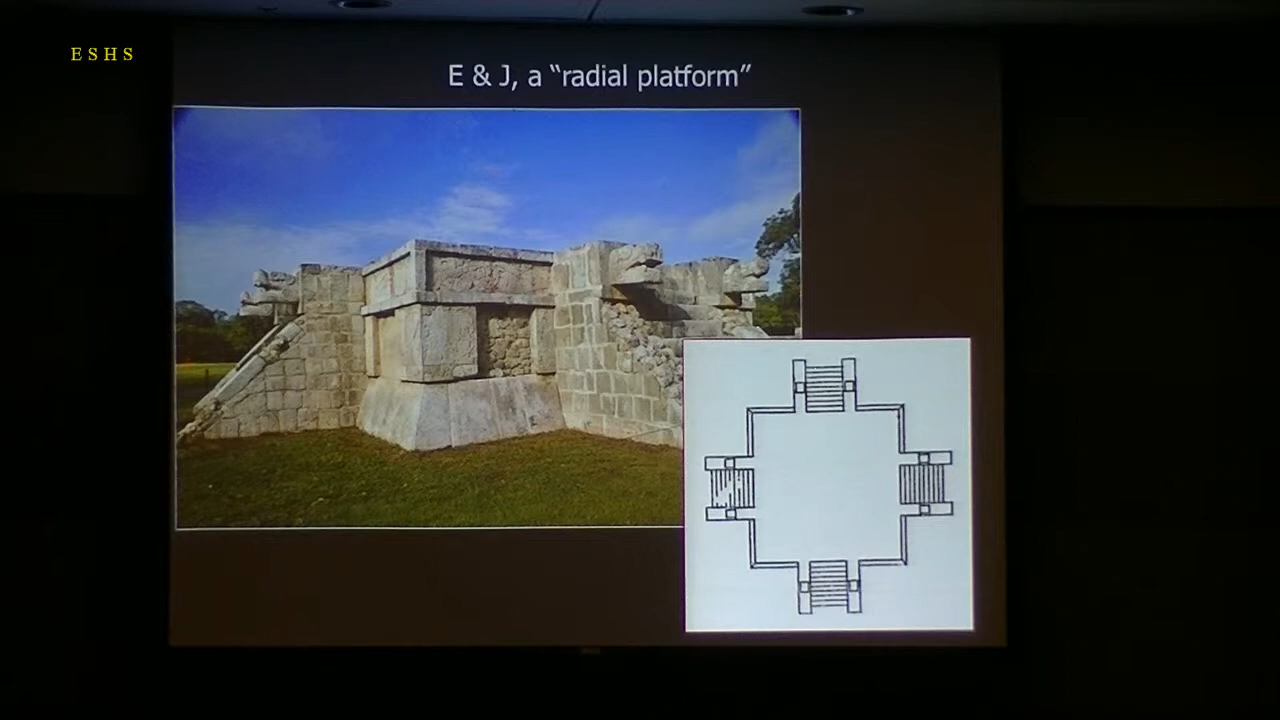 ESHS
E & J, a “radial platform”